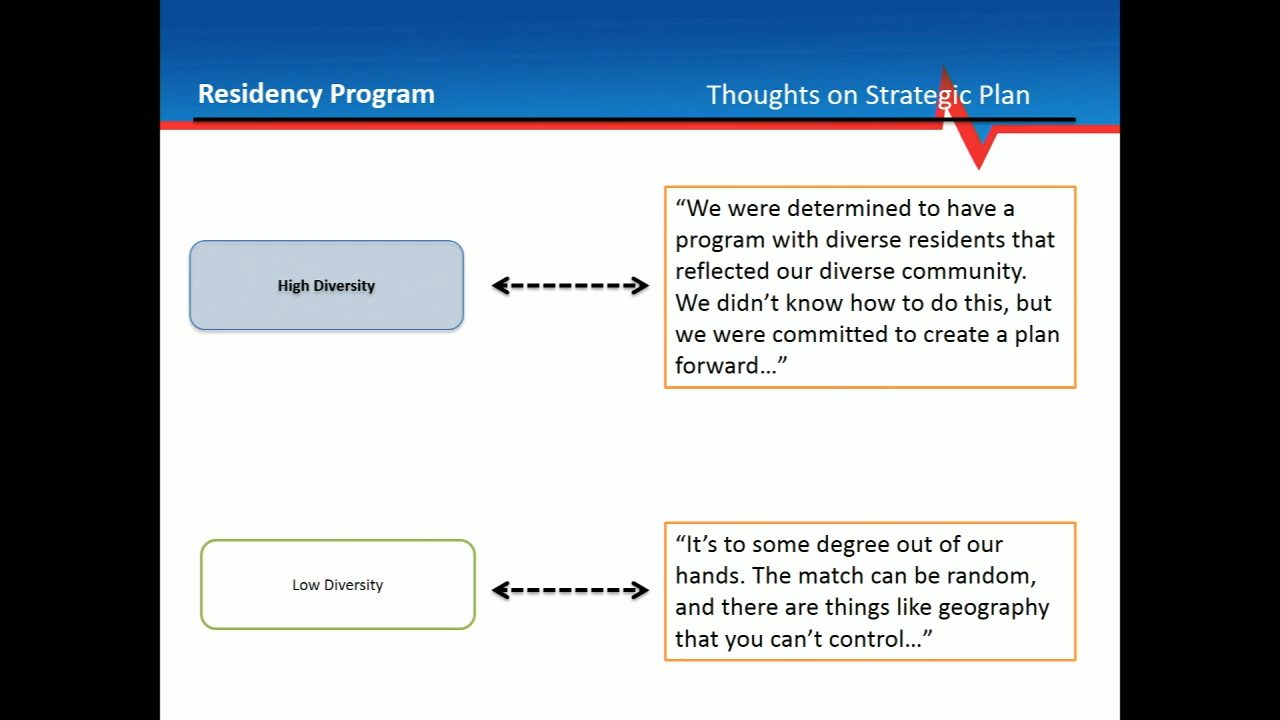 Residency Program
Thoughts on Strategic Plan
High Diversity
“We were determined to have a
program with diverse residents that
reflected our diverse community.
We didn’t know how to do this, but
we were committed to create a plan
forward…”
Low Diversity
“It’s to some degree out of our
hands. The match can be random,
and there are things like geography
that you can’t control…”